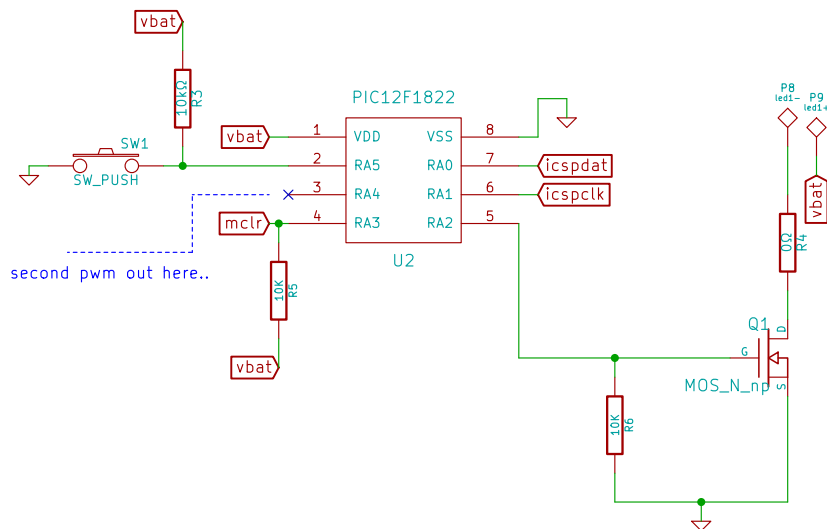 vbat
10kΩ
R3
SW1
SW_PUSH
PIC12F1822
vbat
1
VDD
VSS
8
2
RA5
RA0
7
icspdat
3
RA4
RA1
6
icspclk
mclr
4
RA3
RA2
5
U2
second pwm out here..
10K
R5
vbat
P8
led1-
P9
led1+
vbat
0Ω
R4
Q1
D
G
S
MOS_N_np
10K
R6